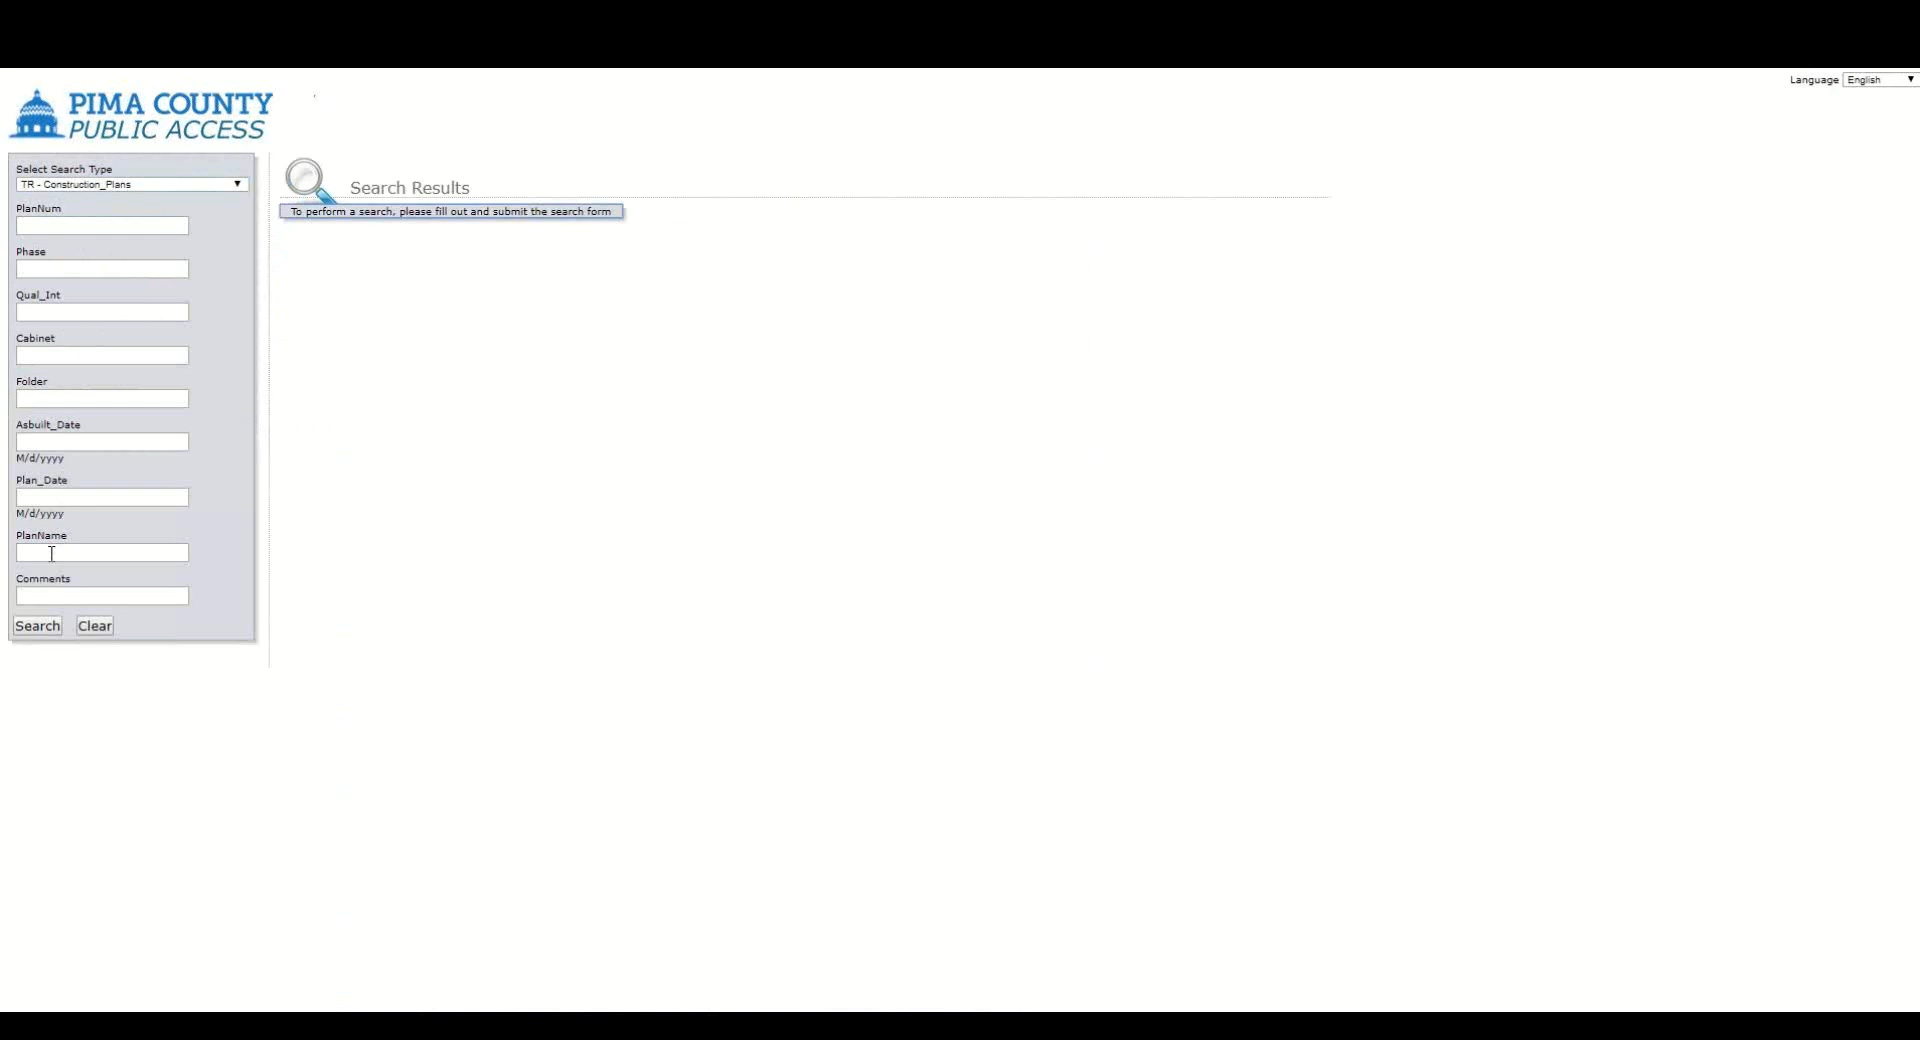 Language English
PIMA COUNTY
PUBLIC ACCESS
Select Search Type
TR - Construction_Plans
PlanNum
Phase
Qual_Int
Cabinet
Folder
Asbuilt_Date
M/d/yyyy
Plan_Date
M/d/yyyy
PlanName
Comments
Search Clear
Search Results
To perform a search, please fill out and submit the search form